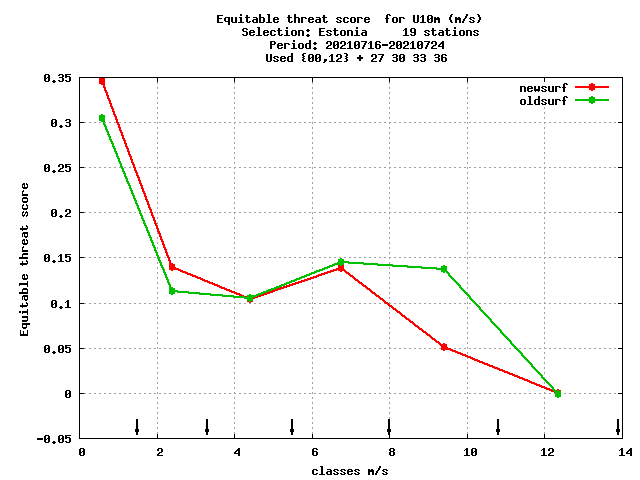 Equitable threat score  for U10m (m/s)
Selection: Estonia     19 stations
Period: 20210716-20210724
Used {00,12} + 27 30 33 36
newsurf
oldsurf
0.35
0.3
0.25
0.2
0.15
0.1
0.05
0
-0.05
Equitable threat score
0 2 4 6 8 10 12 14
classes m/s